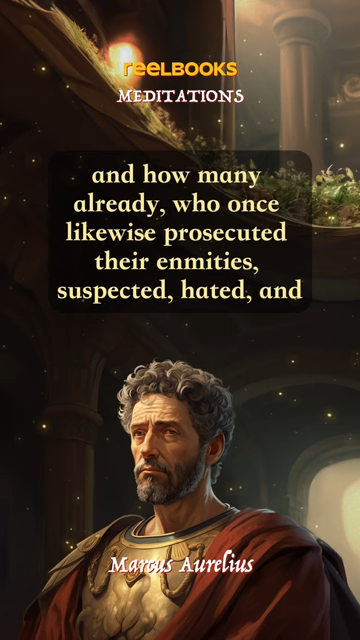 reelBOOKS
MEDITATIONS
and how many
already, who once
likewise prosecuted
their enmities,
suspected, hated, and
Marcus Aurelius